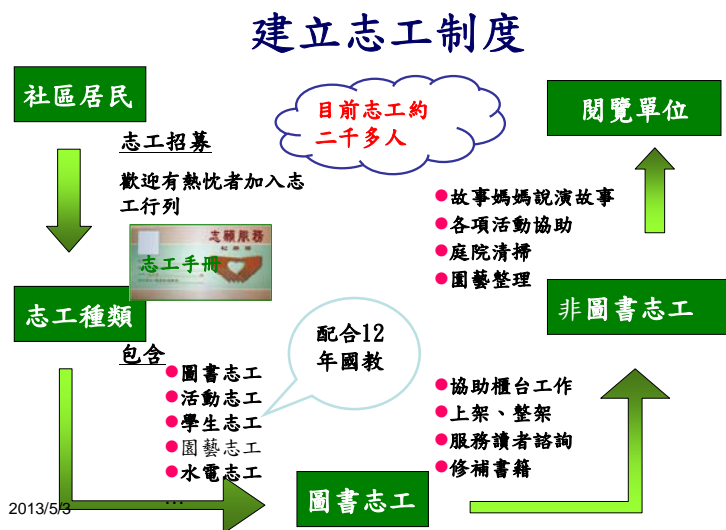 建立志工制度
社區居民
目前志工約
二千多人
閱覽單位
志工招募
歡迎有熱忱者加入志
工行列
志願服務
紀錄冊
志工手冊
故事媽媽說演故事
各項活動協助
庭院清掃
園藝整理
志工種類
非圖書志工
包含
圖書志工
活動志工
學生志工
園藝志工
水電志工
…
配合12
年國教
協助櫃台工作
上架、整架
服務讀者諮詢
修補書籍
圖書志工
2013/5/3